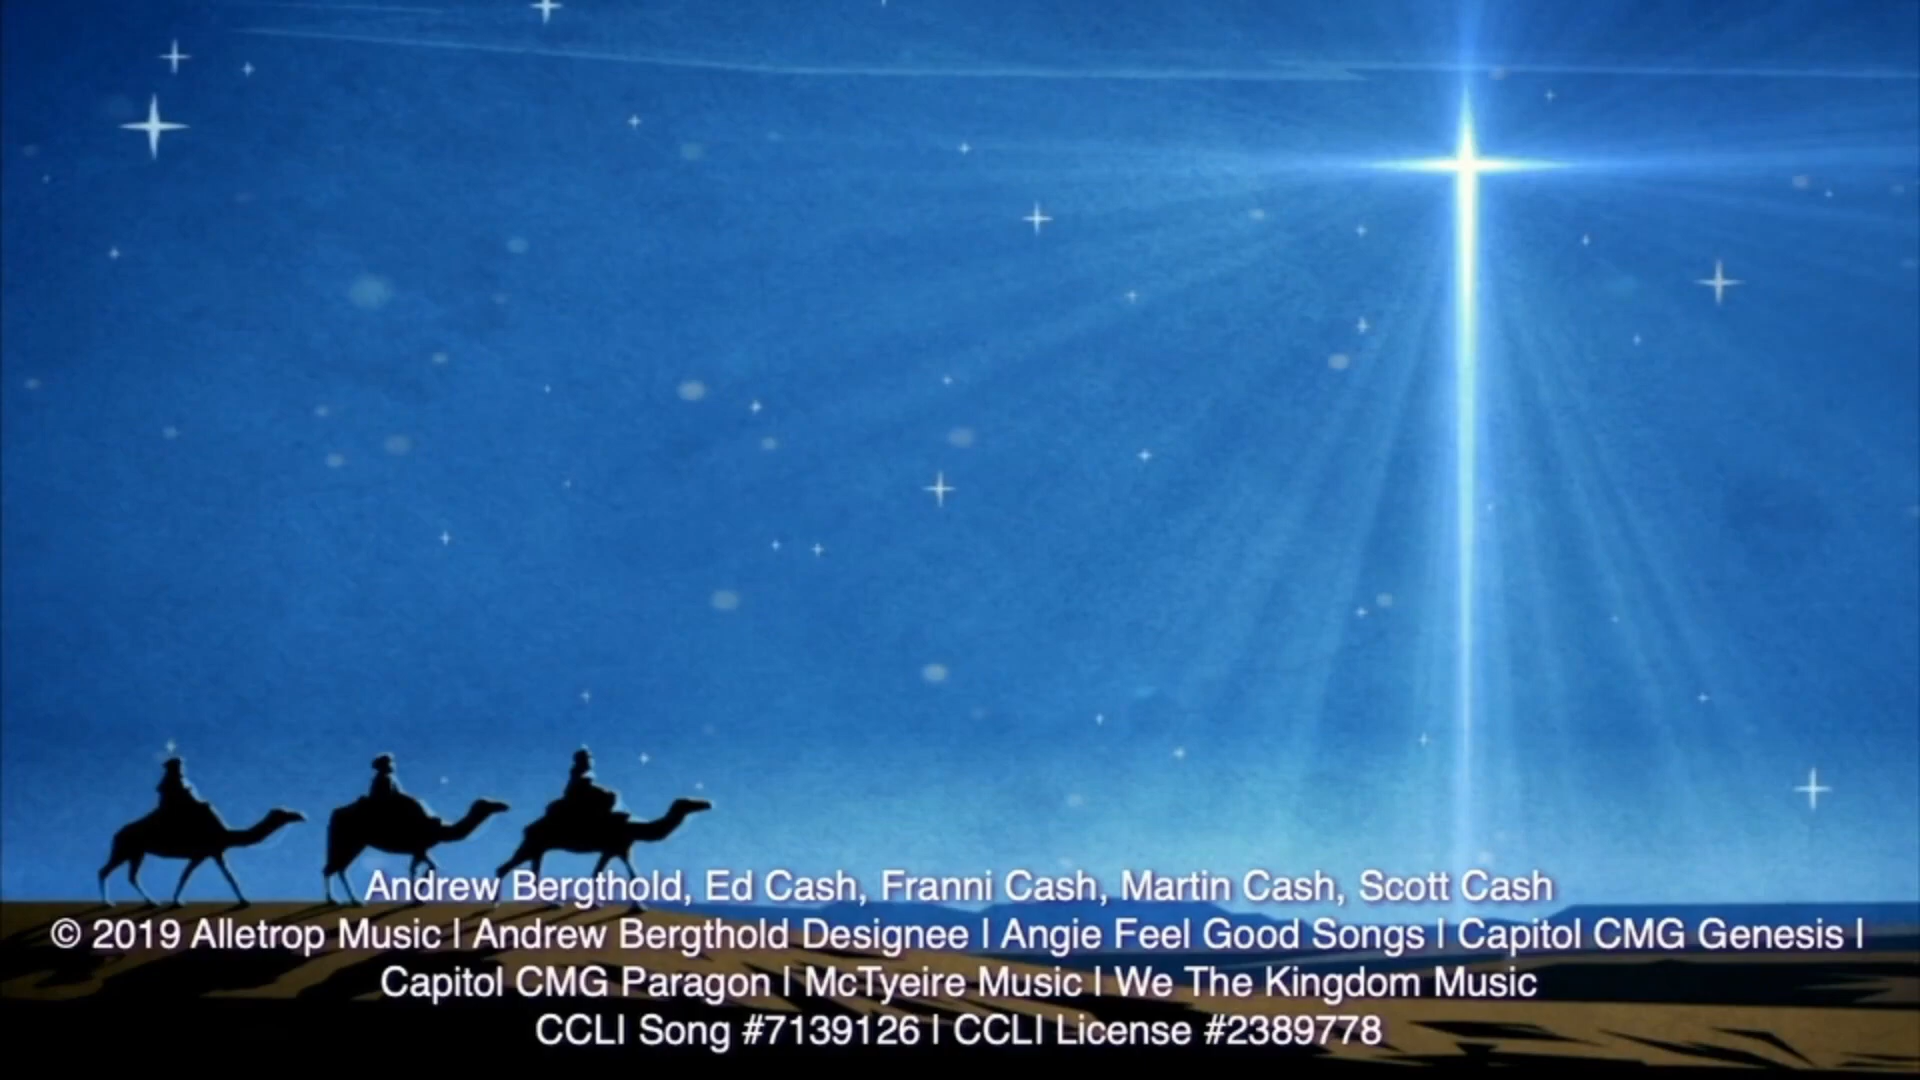 Andrew Bergthold, Ed Cash, Franni Cash, Martin Cash, Scott Cash
© 2019 Alletrop Music | Andrew Bergthold Designee | Angie Feel Good Songs | Capitol CMG Genesis |
Capitol CMG Paragon | McTyeire Music | We The Kingdom Music
CCLI Song #7139126 | CCLI License #2389778